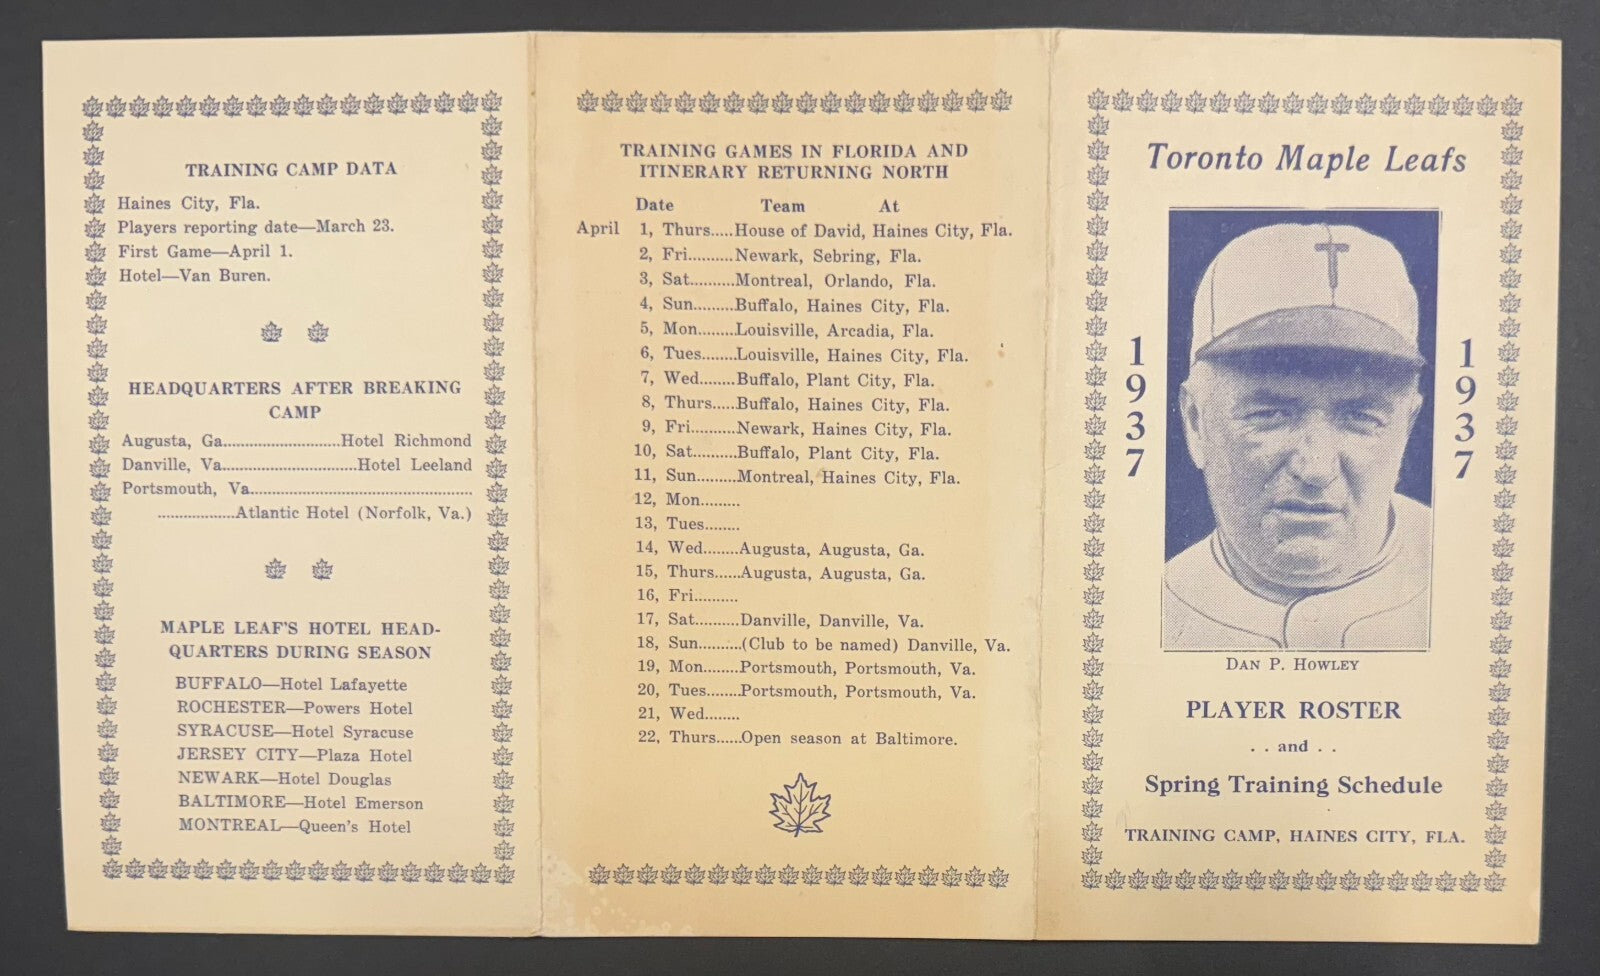 TRAINING CAMP DATA
Haines City, Fla.
Players reporting date—March 23.
First Game—April 1.
Hotel—Van Buren.
HEADQUARTERS AFTER BREAKING
CAMP
Augusta, Ga...........................Hotel Richmond
Danville, Va...............................Hotel Leeland
Portsmouth, Va..................................................
..................Atlantic Hotel (Norfolk, Va.)
MAPLE LEAF'S HOTEL HEAD-
QUARTERS DURING SEASON
BUFFALO—Hotel Lafayette
ROCHESTER—Powers Hotel
SYRACUSE—Hotel Syracuse
JERSEY CITY—Plaza Hotel
NEWARK—Hotel Douglas
BALTIMORE—Hotel Emerson
MONTREAL—Queen's Hotel
TRAINING GAMES IN FLORIDA AND
ITINERARY RETURNING NORTH
Date Team At
April 1, Thurs.....House of David, Haines City, Fla.
2, Fri..........Newark, Sebring, Fla.
3, Sat..........Montreal, Orlando, Fla.
4, Sun.........Buffalo, Haines City, Fla.
5, Mon........Louisville, Arcadia, Fla.
6, Tues.......Louisville, Haines City, Fla.
7, Wed........Buffalo, Plant City, Fla.
8, Thurs.....Buffalo, Haines City, Fla.
9, Fri..........Newark, Haines City, Fla.
10, Sat..........Buffalo, Plant City, Fla.
11, Sun.........Montreal, Haines City, Fla.
12, Mon.........
13, Tues........
14, Wed........Augusta, Augusta, Ga.
15, Thurs......Augusta, Augusta, Ga.
16, Fri..........
17, Sat..........Danville, Danville, Va.
18, Sun.........(Club to be named) Danville, Va.
19, Mon........Portsmouth, Portsmouth, Va.
20, Tues........Portsmouth, Portsmouth, Va.
21, Wed........
22, Thurs......Open season at Baltimore.
Toronto Maple Leafs
T
1937
1937
DAN P. HOWLEY
PLAYER ROSTER
. . and . .
Spring Training Schedule
TRAINING CAMP, HAINES CITY, FLA.